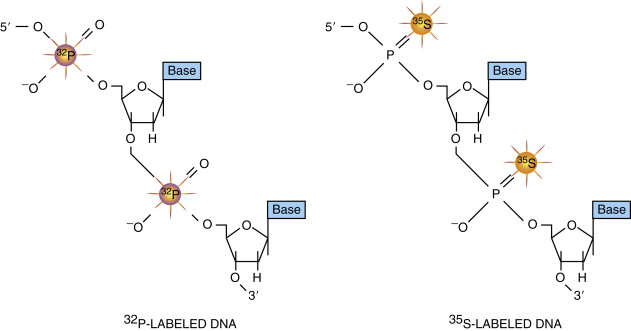 5′ O O
32P
−O O O Base
O H
O
32P
−O O O Base
O H
3′
32P-LABELED DNA
5′ O 35S
P
−O O O Base
O H
35S
P
−O O O Base
O H
3′
35S-LABELED DNA